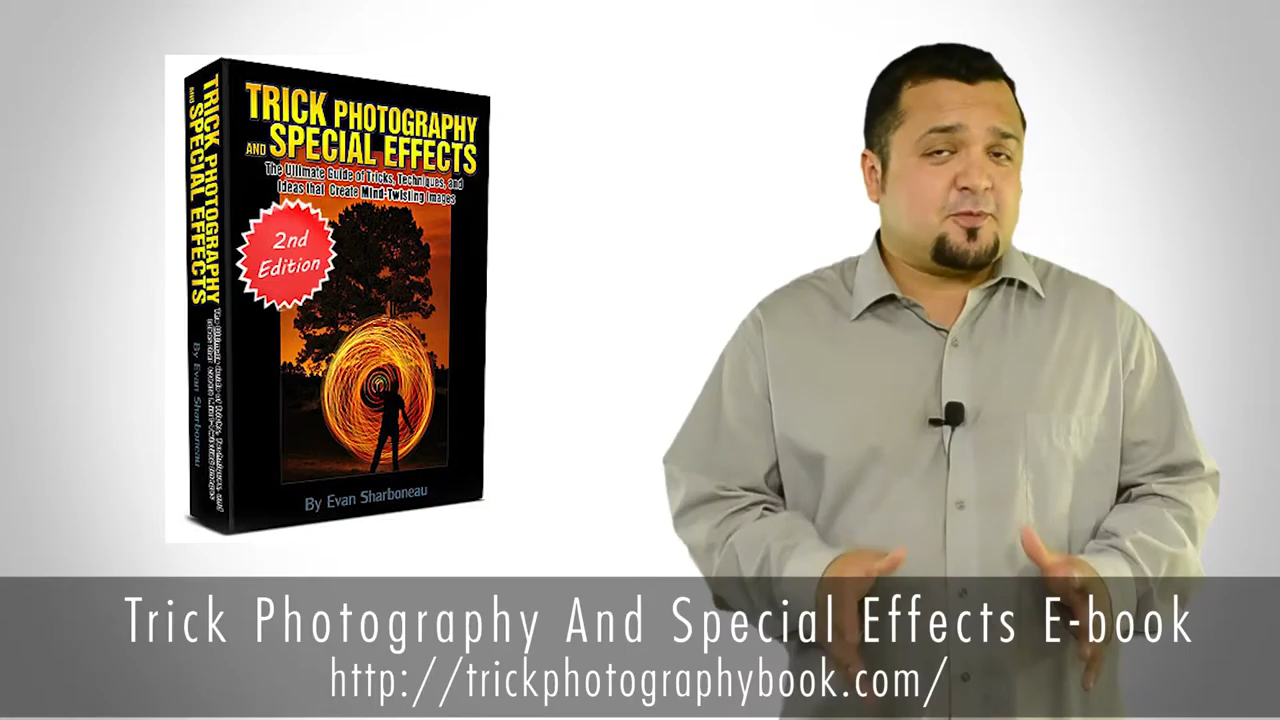 TRICK PHOTOGRAPHY
AND SPECIAL EFFECTS
The Ultimate Guide of Tricks, Techniques, and
Ideas that Create Mind-Twisting Images
2nd
Edition
By Evan Sharboneau
TRICK PHOTOGRAPHY
AND SPECIAL EFFECTS
By Evan Sharboneau
Trick Photography And Special Effects E-book
http://trickphotographybook.com/